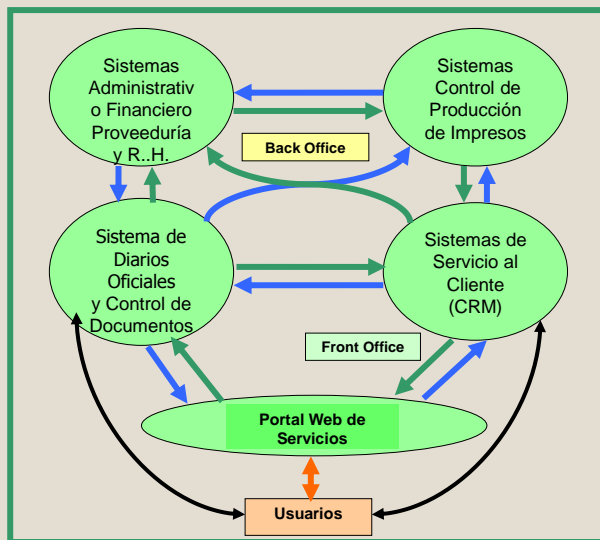 Sistemas
Administrativ
o Financiero
Proveeduría
y R..H.
Sistemas
Control de
Producción
de Impresos
Back Office
Sistema de
Diarios
Oficiales
y Control de
Documentos
Sistemas de
Servicio al
Cliente
(CRM)
Front Office
Portal Web de
Servicios
Usuarios